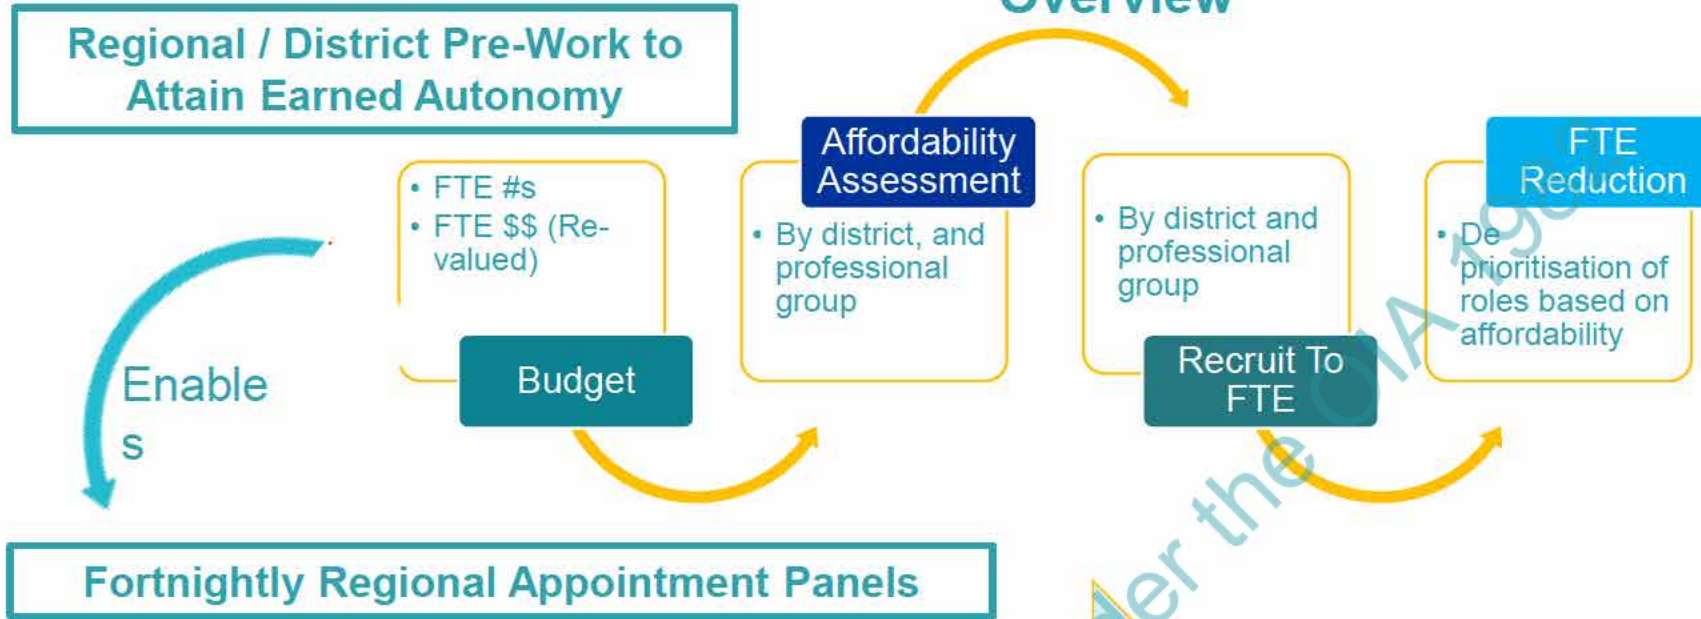 Overview
Regional / District Pre-Work to
Attain Earned Autonomy
• FTE #s
• FTE $$ (Re-
valued)
Budget
Affordability
Assessment
• By district, and
professional
group
• By district and
professional
group
Recruit To
FTE
FTE
Reduction
• De
prioritisation of
roles based on
affordability
Enable
s
Fortnightly Regional Appointment Panels
der the OIA 1982